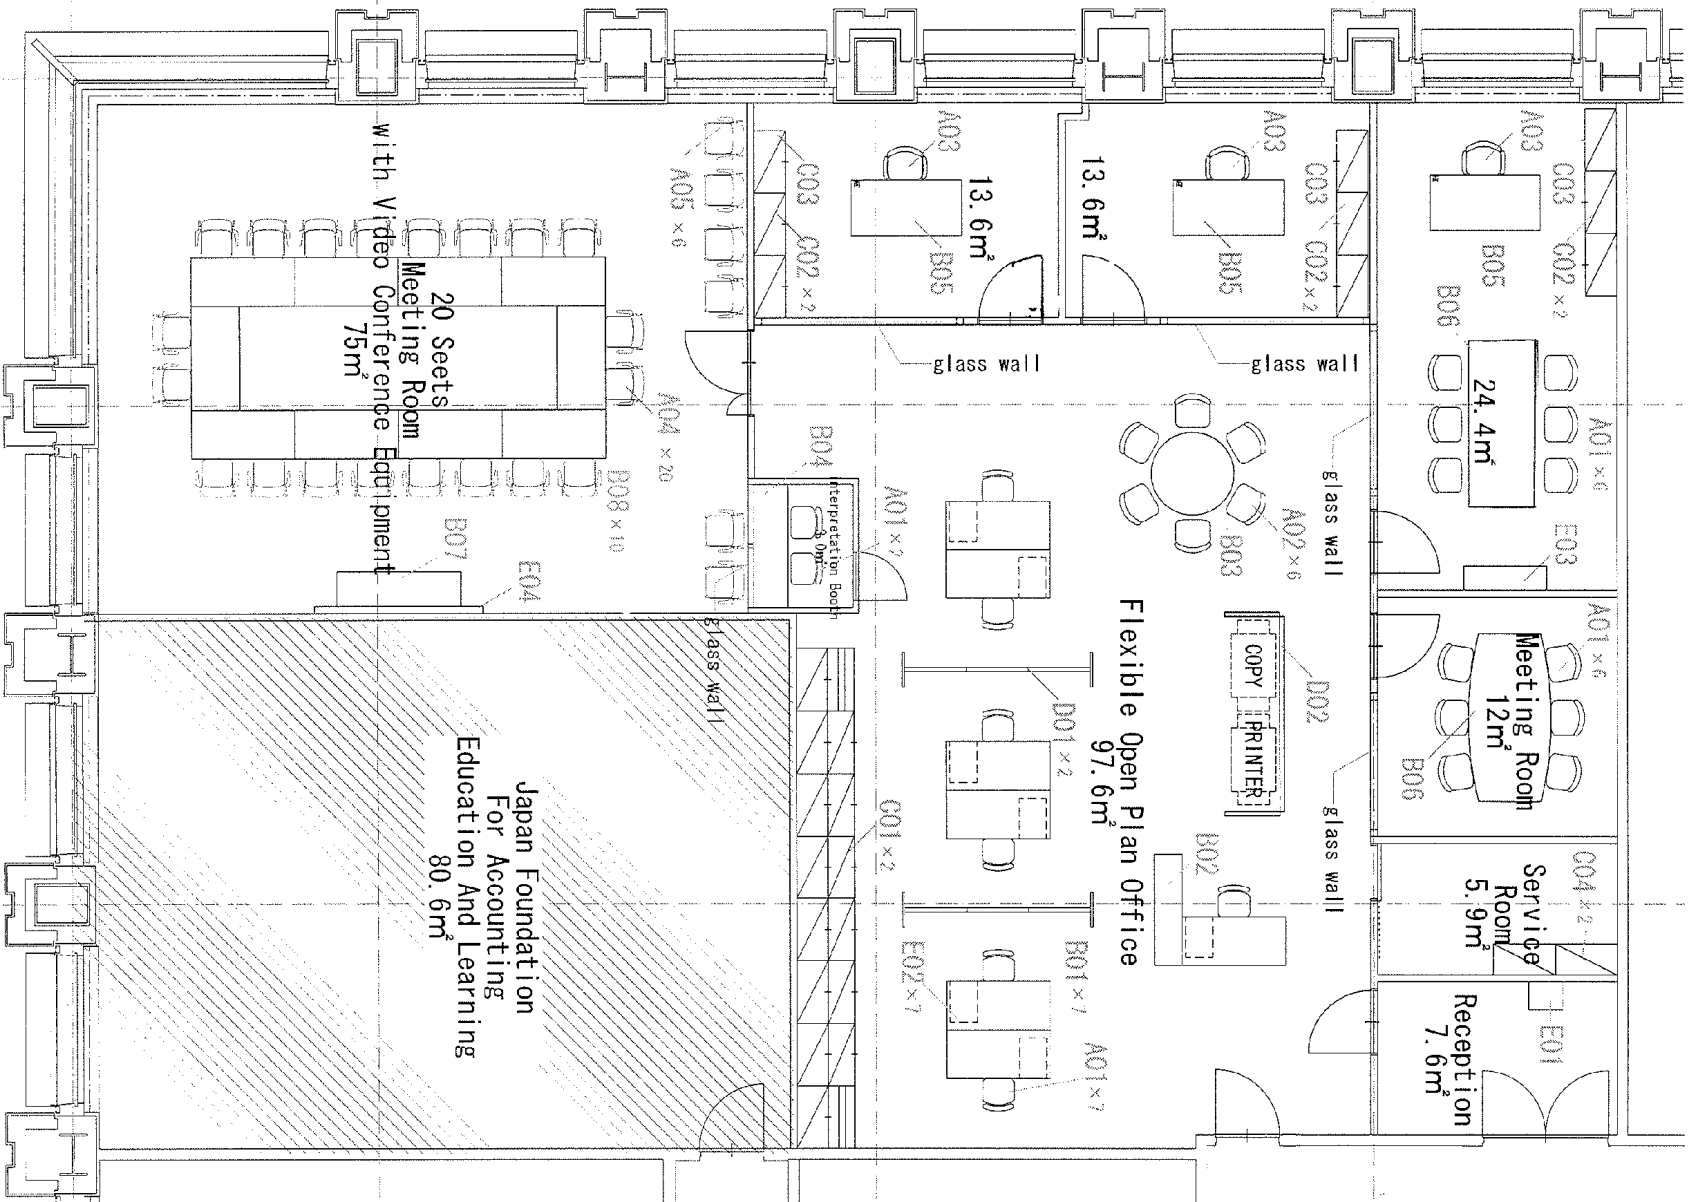 A03
C03
C02×2
B05
B06
24.4㎡
A01×6
E03
A03
C03
C02×2
B05
13.6㎡
A03
C03
C02×2
B05
13.6㎡
A05×6
glass wall
glass wall
glass wall
glass wall
glass wall
20 Seets
Meeting Room
with Video Conference Equipment
75㎡
A04×20
B08×10
B07
E04
B04
Interpretation Booth
A02×6
B03
Flexible Open Plan Office
97.6㎡
COPY
PRINTER
D02
D01×2
C01×2
B02
B01×7
E02×7
A01×7
A01×6
Meeting Room
12㎡
B06
C04×2
Service
Room
5.9㎡
Reception
7.6㎡
E01
Japan Foundation
For Accounting
Education And Learning
80.6㎡